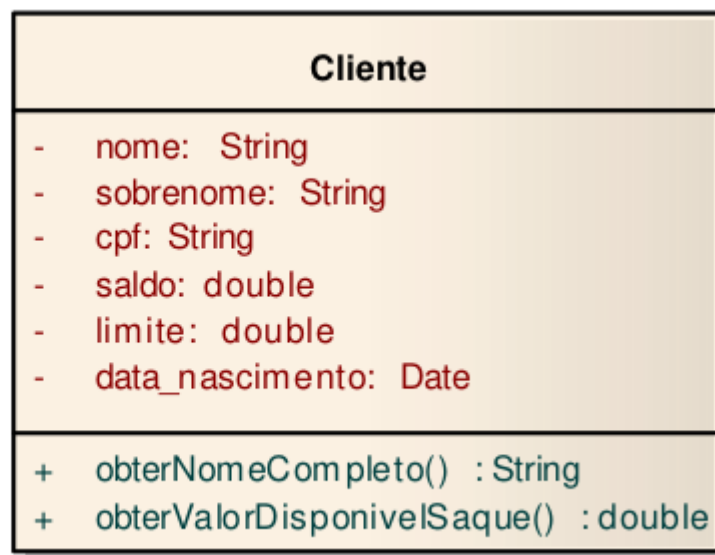 Cliente
- nome: String
- sobrenome: String
- cpf: String
- saldo: double
- limite: double
- data_nascimento: Date
+ obterNomeCompleto() : String
+ obterValorDisponivelSaque() : double